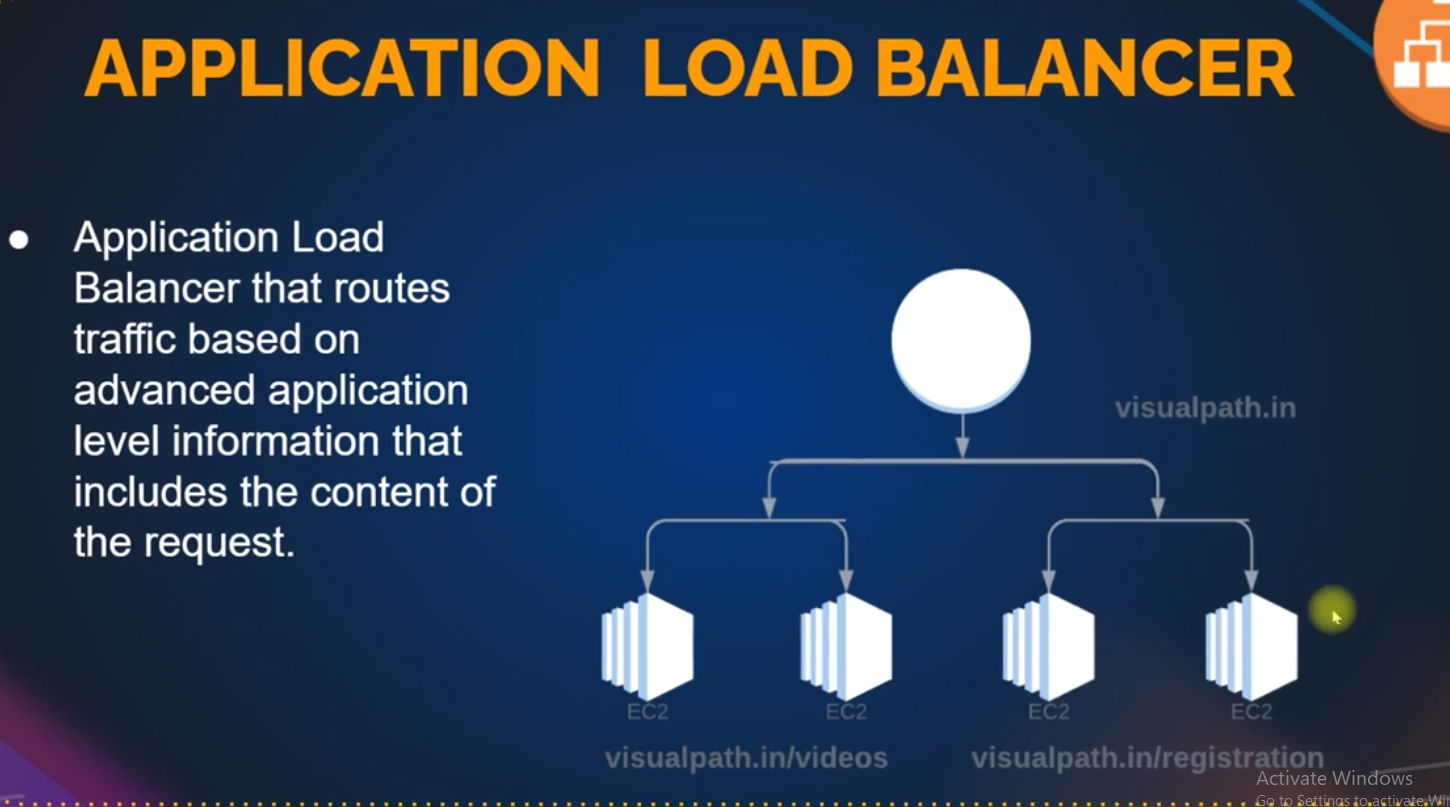 APPLICATION LOAD BALANCER
● Application Load
Balancer that routes
traffic based on
advanced application
level information that
includes the content of
the request.
visualpath.in
EC2 EC2 EC2 EC2
visualpath.in/videos visualpath.in/registration
Activate Windows
Go to Settings to activate Wi